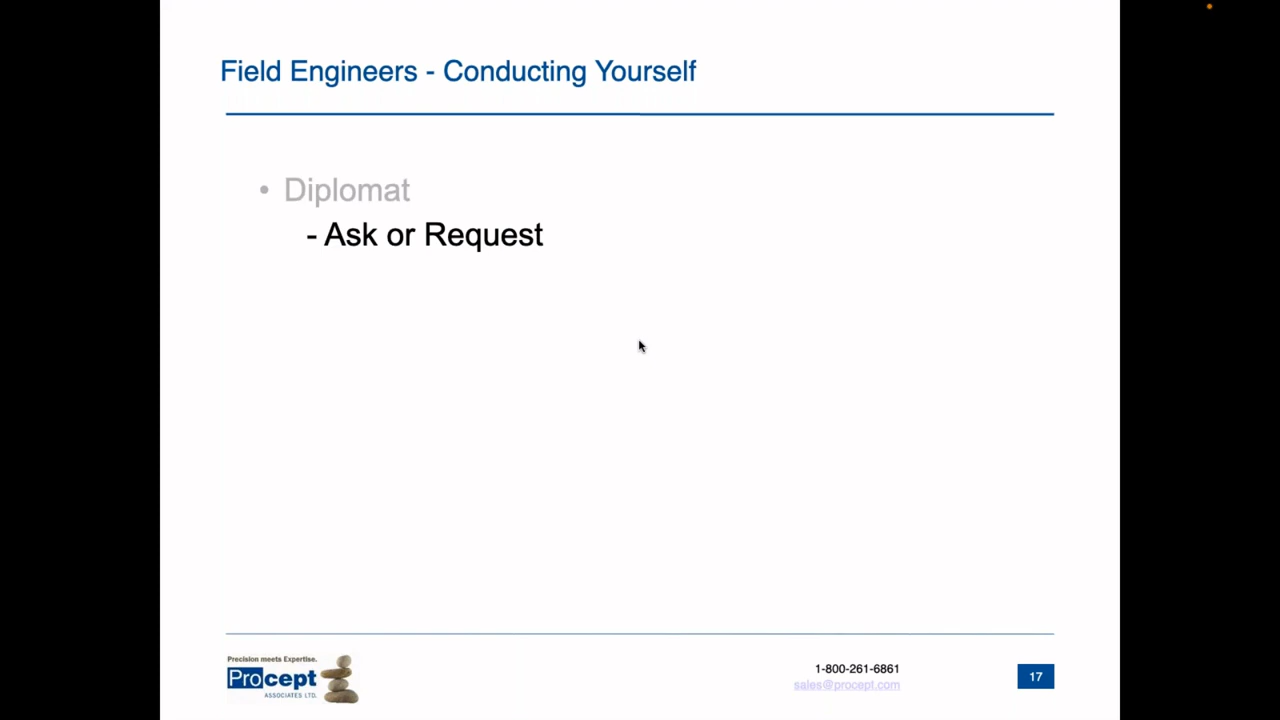 Field Engineers - Conducting Yourself
• Diplomat
- Ask or Request
Precision meets Expertise.
Procept
ASSOCIATES LTD.
1-800-261-6861
sales@procept.com
17